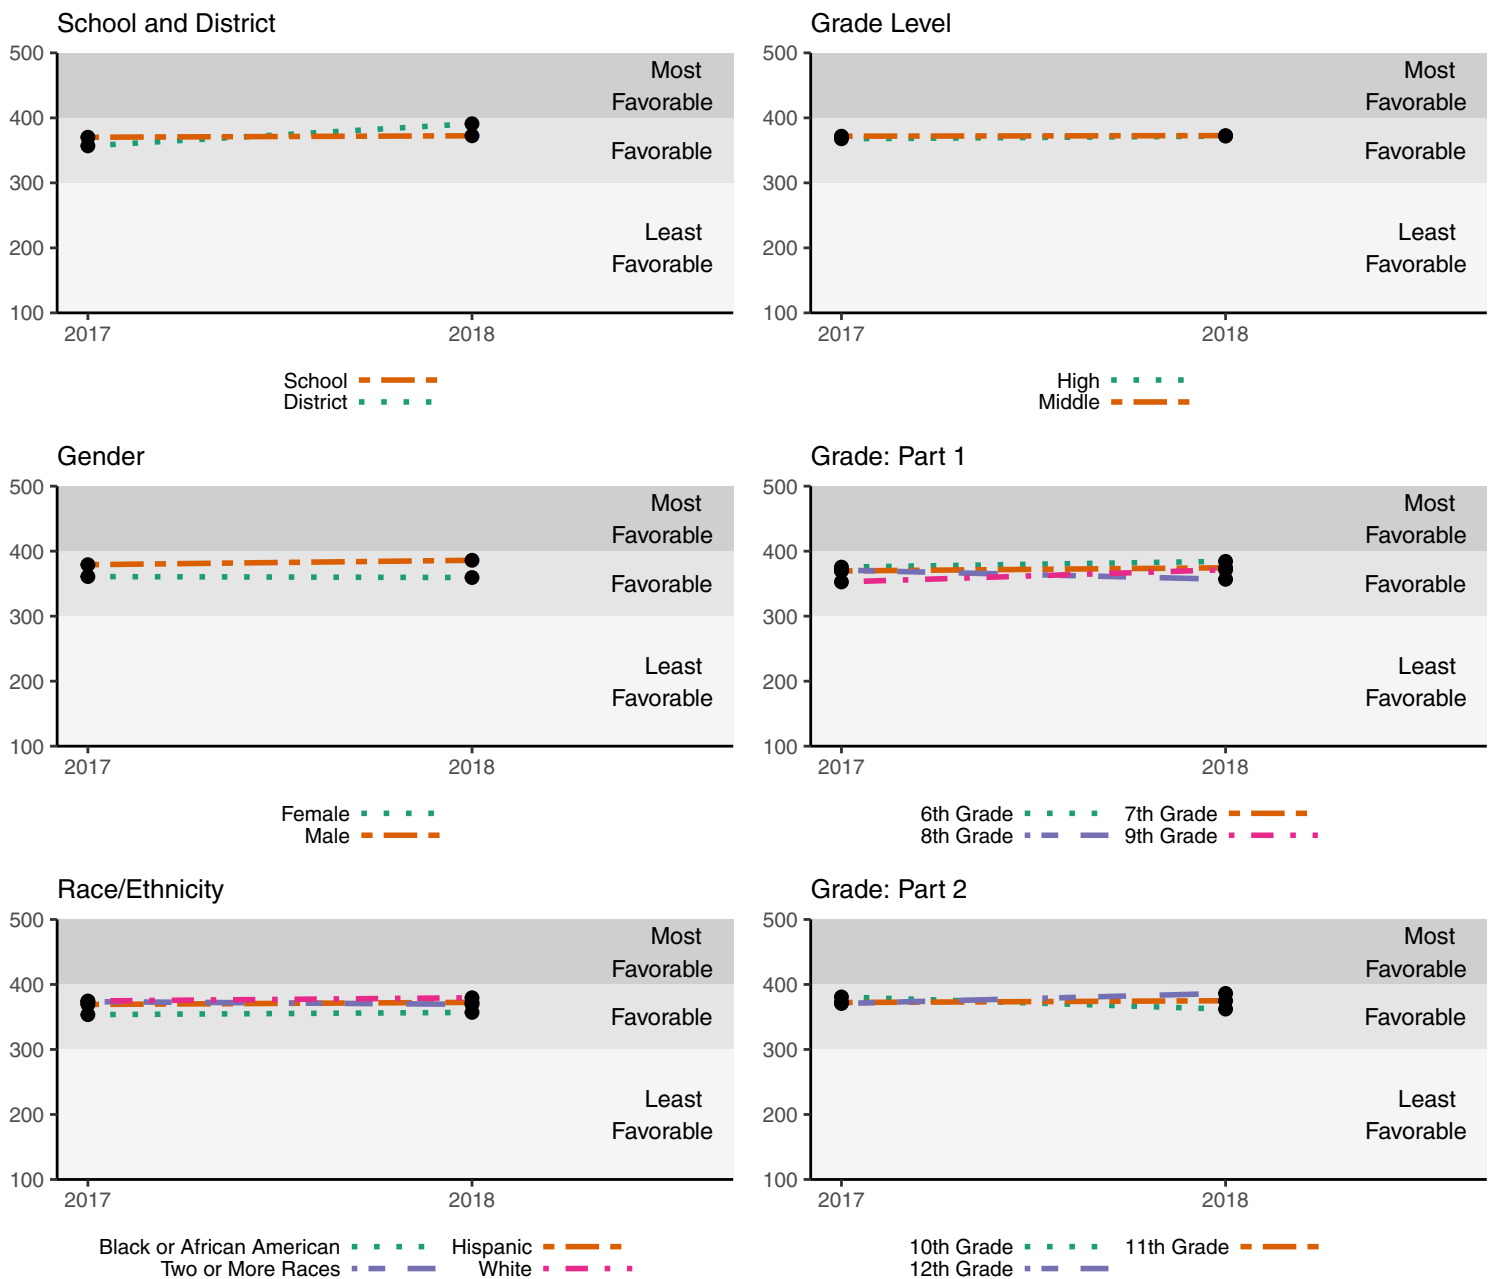 School and District
500
400
300
200
100
Most
Favorable
Favorable
Least
Favorable
2017 2018
School
District
Grade Level
500
400
300
200
100
Most
Favorable
Favorable
Least
Favorable
2017 2018
High
Middle
Gender
500
400
300
200
100
Most
Favorable
Favorable
Least
Favorable
2017 2018
Female
Male
Grade: Part 1
500
400
300
200
100
Most
Favorable
Favorable
Least
Favorable
2017 2018
6th Grade 7th Grade
8th Grade 9th Grade
Race/Ethnicity
500
400
300
200
100
Most
Favorable
Favorable
Least
Favorable
2017 2018
Black or African American Hispanic
Two or More Races White
Grade: Part 2
500
400
300
200
100
Most
Favorable
Favorable
Least
Favorable
2017 2018
10th Grade 11th Grade
12th Grade